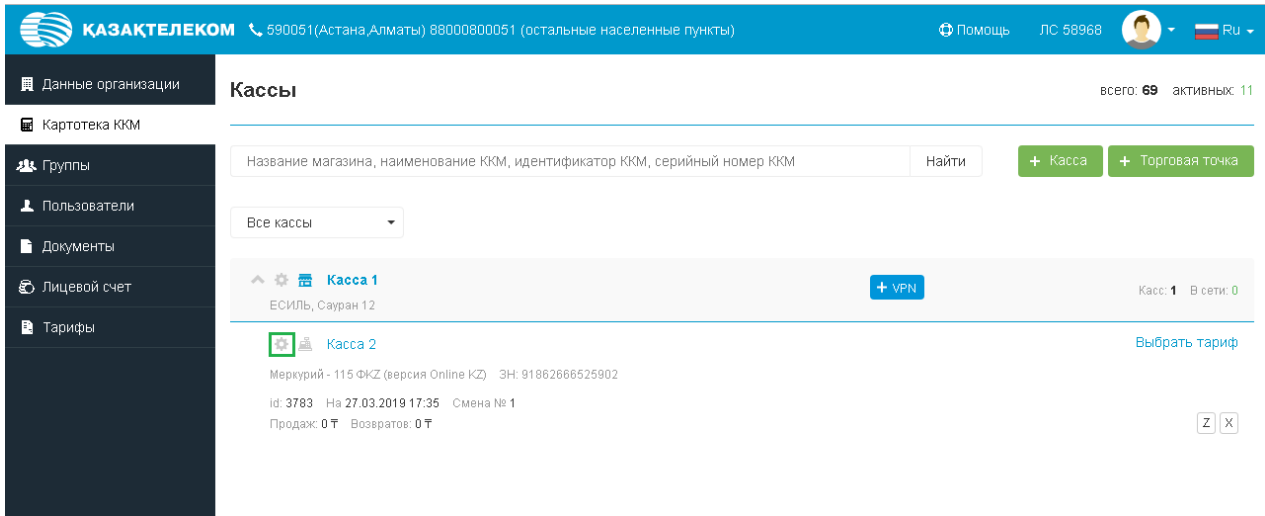 ҚАЗАҚТЕЛЕКОМ 590051(Астана,Алматы) 88000800051 (остальные населенные пункты) Помощь ЛС 58968 Ru
Данные организации
Картотека ККМ
Группы
Пользователи
Документы
Лицевой счет
Тарифы
Кассы всего: 69 активных: 11
Название магазина, наименование ККМ, идентификатор ККМ, серийный номер ККМ Найти + Касса + Торговая точка
Все кассы
Касса 1 + VPN Касс: 1 В сети: 0
ЕСИЛЬ, Сауран 12
Касса 2 Выбрать тариф
Меркурий - 115 ФKZ (версия Online KZ) ЗН: 91862666525902
id: 3783 На 27.03.2019 17:35 Смена № 1
Продаж: 0 ₸ Возвратов: 0 ₸ Z X